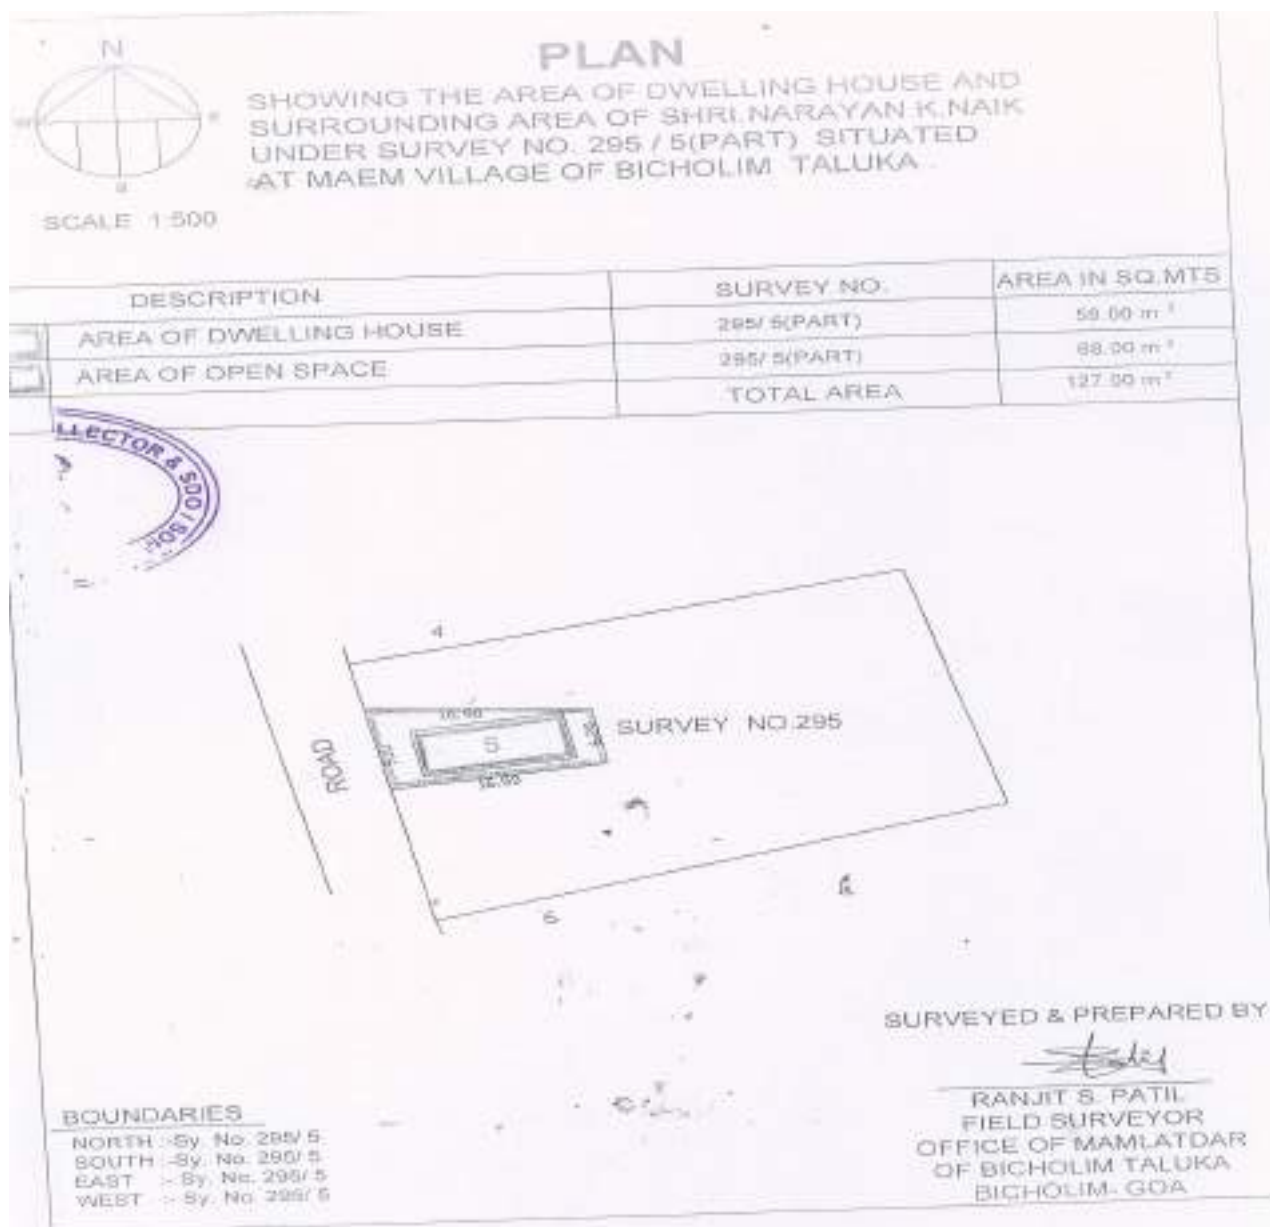 N
PLAN
SHOWING THE AREA OF DWELLING HOUSE AND
SURROUNDING AREA OF SHRI.NARAYAN K.NAIK
UNDER SURVEY NO. 295 / 5(PART) SITUATED
AT MAEM VILLAGE OF BICHOLIM TALUKA
SCALE 1:500
DESCRIPTION SURVEY NO. AREA IN SQ.MTS
AREA OF DWELLING HOUSE 295/ 5(PART) 59.00 m²
AREA OF OPEN SPACE 295/ 5(PART) 68.00 m²
TOTAL AREA 127.00 m²
LLECTOR & SDO /
4
ROAD
5
SURVEY NO.295
BOUNDARIES
NORTH :-Sy. No. 295/ 5
SOUTH :-Sy. No. 295/ 5
EAST :- Sy. No. 295/ 5
WEST :- Sy. No. 295/ 5
SURVEYED & PREPARED BY
RANJIT S. PATIL
FIELD SURVEYOR
OFFICE OF MAMLATDAR
OF BICHOLIM TALUKA
BICHOLIM- GOA